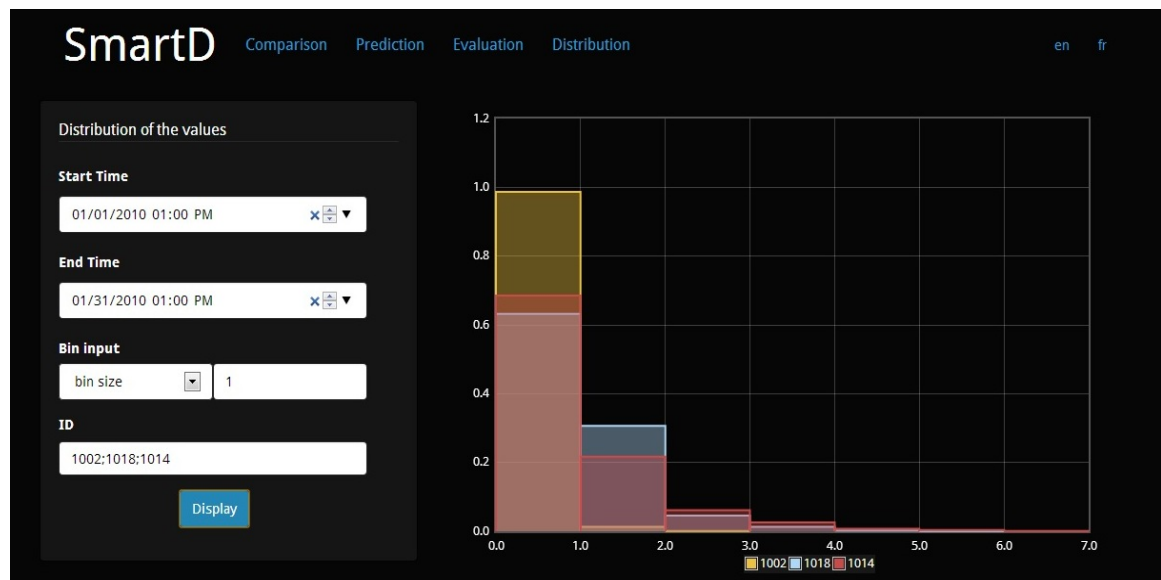 SmartD Comparison Prediction Evaluation Distribution en fr
Distribution of the values
Start Time
01/01/2010 01:00 PM
End Time
01/31/2010 01:00 PM
Bin input
bin size 1
ID
1002;1018;1014
Display
1.2
1.0
0.8
0.6
0.4
0.2
0.0
0.0 1.0 2.0 3.0 4.0 5.0 6.0 7.0
1002 1018 1014